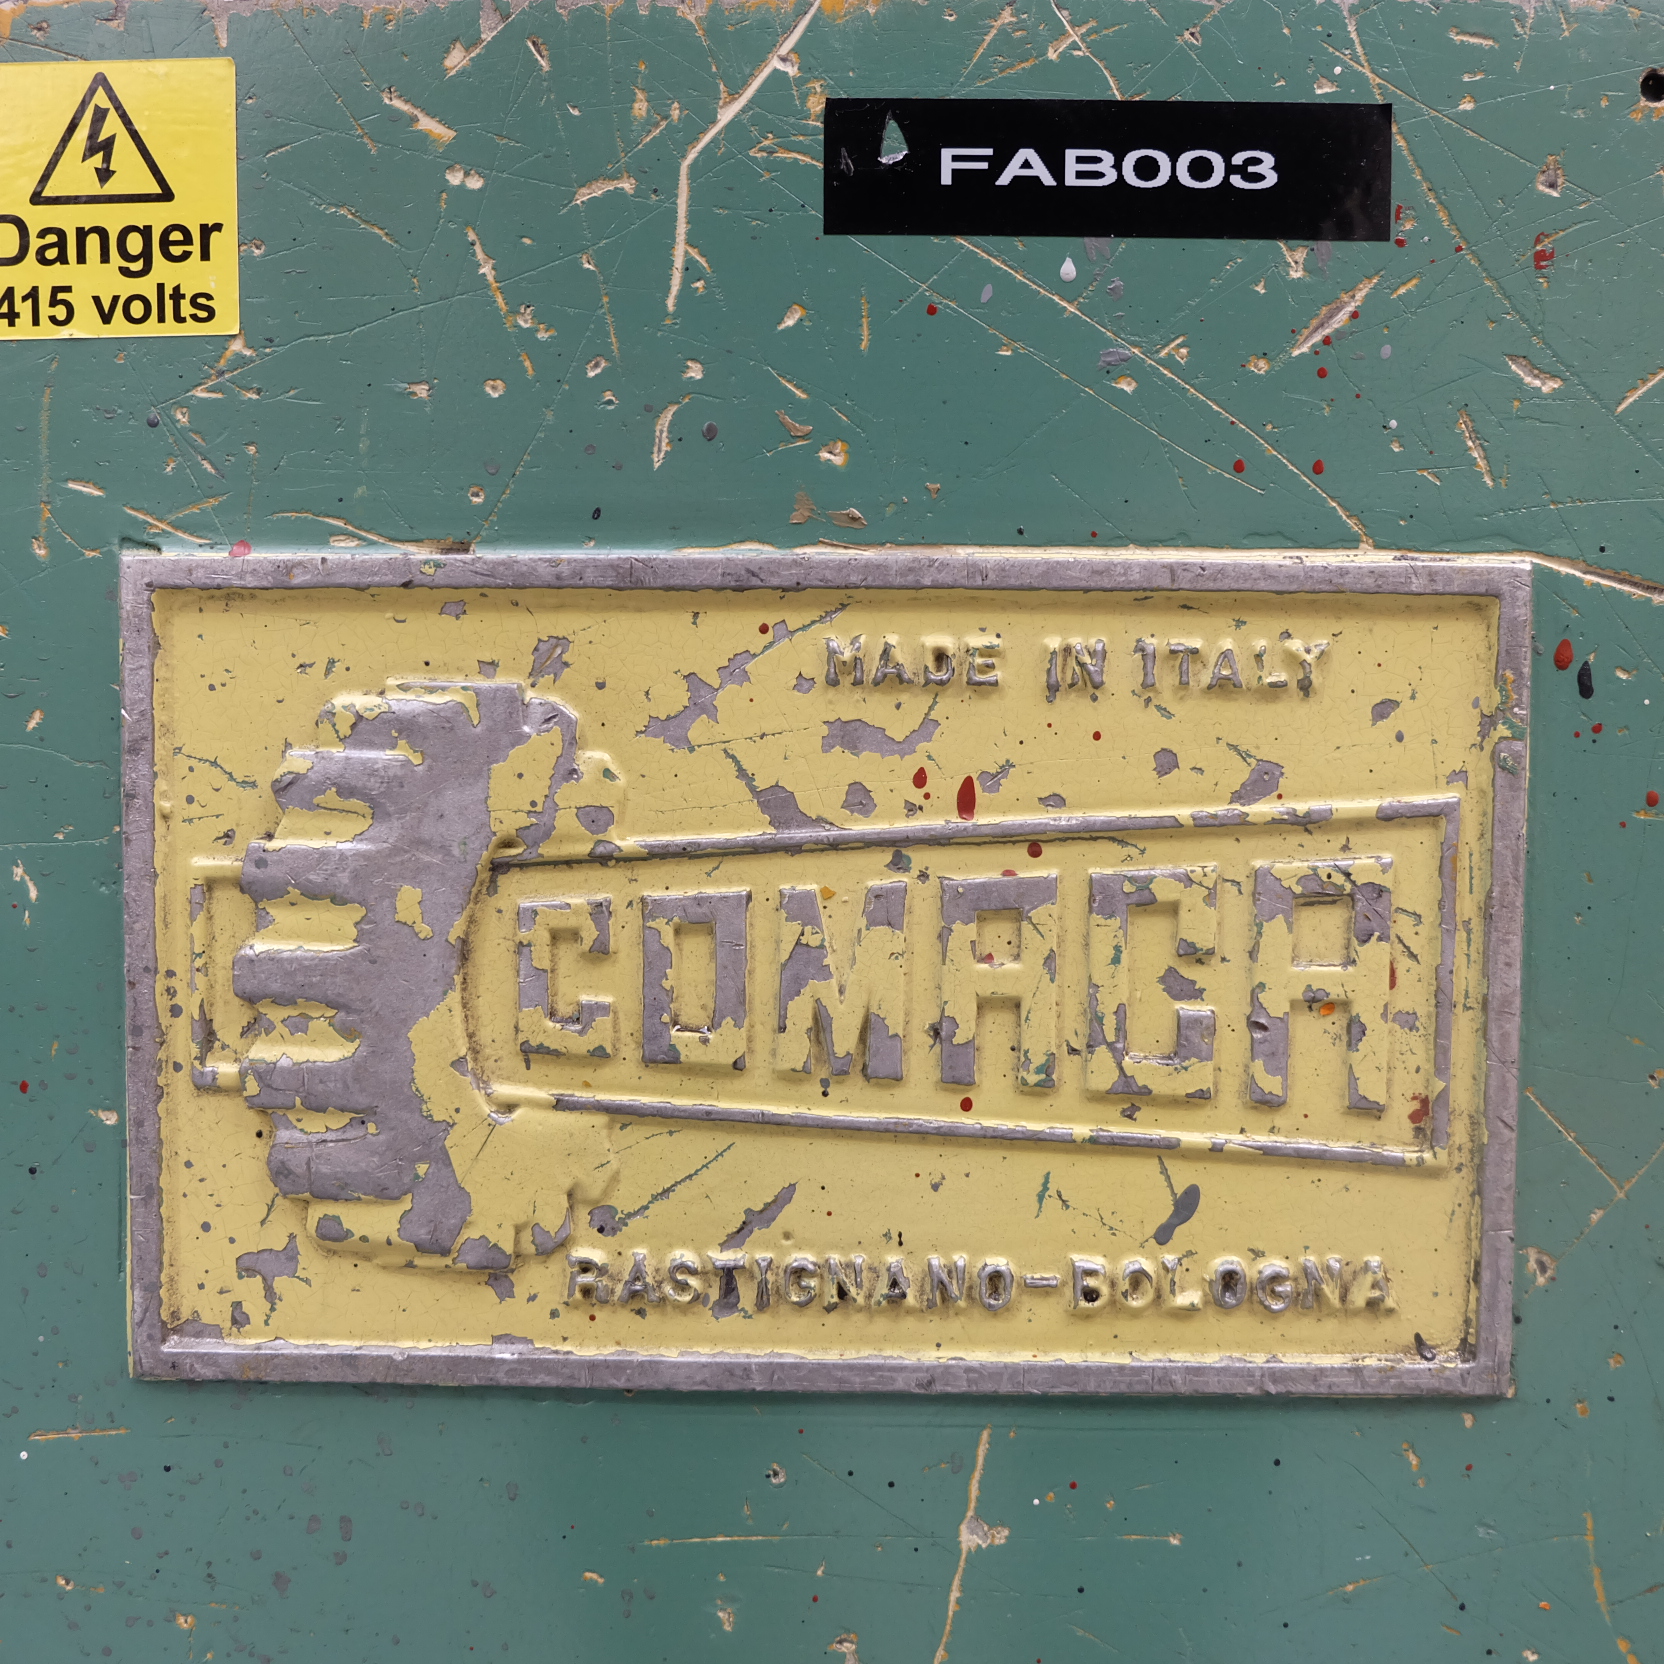 Danger
415 volts
FAB003
MADE IN ITALY
COMACA
RASTIGNANO-BOLOGNA